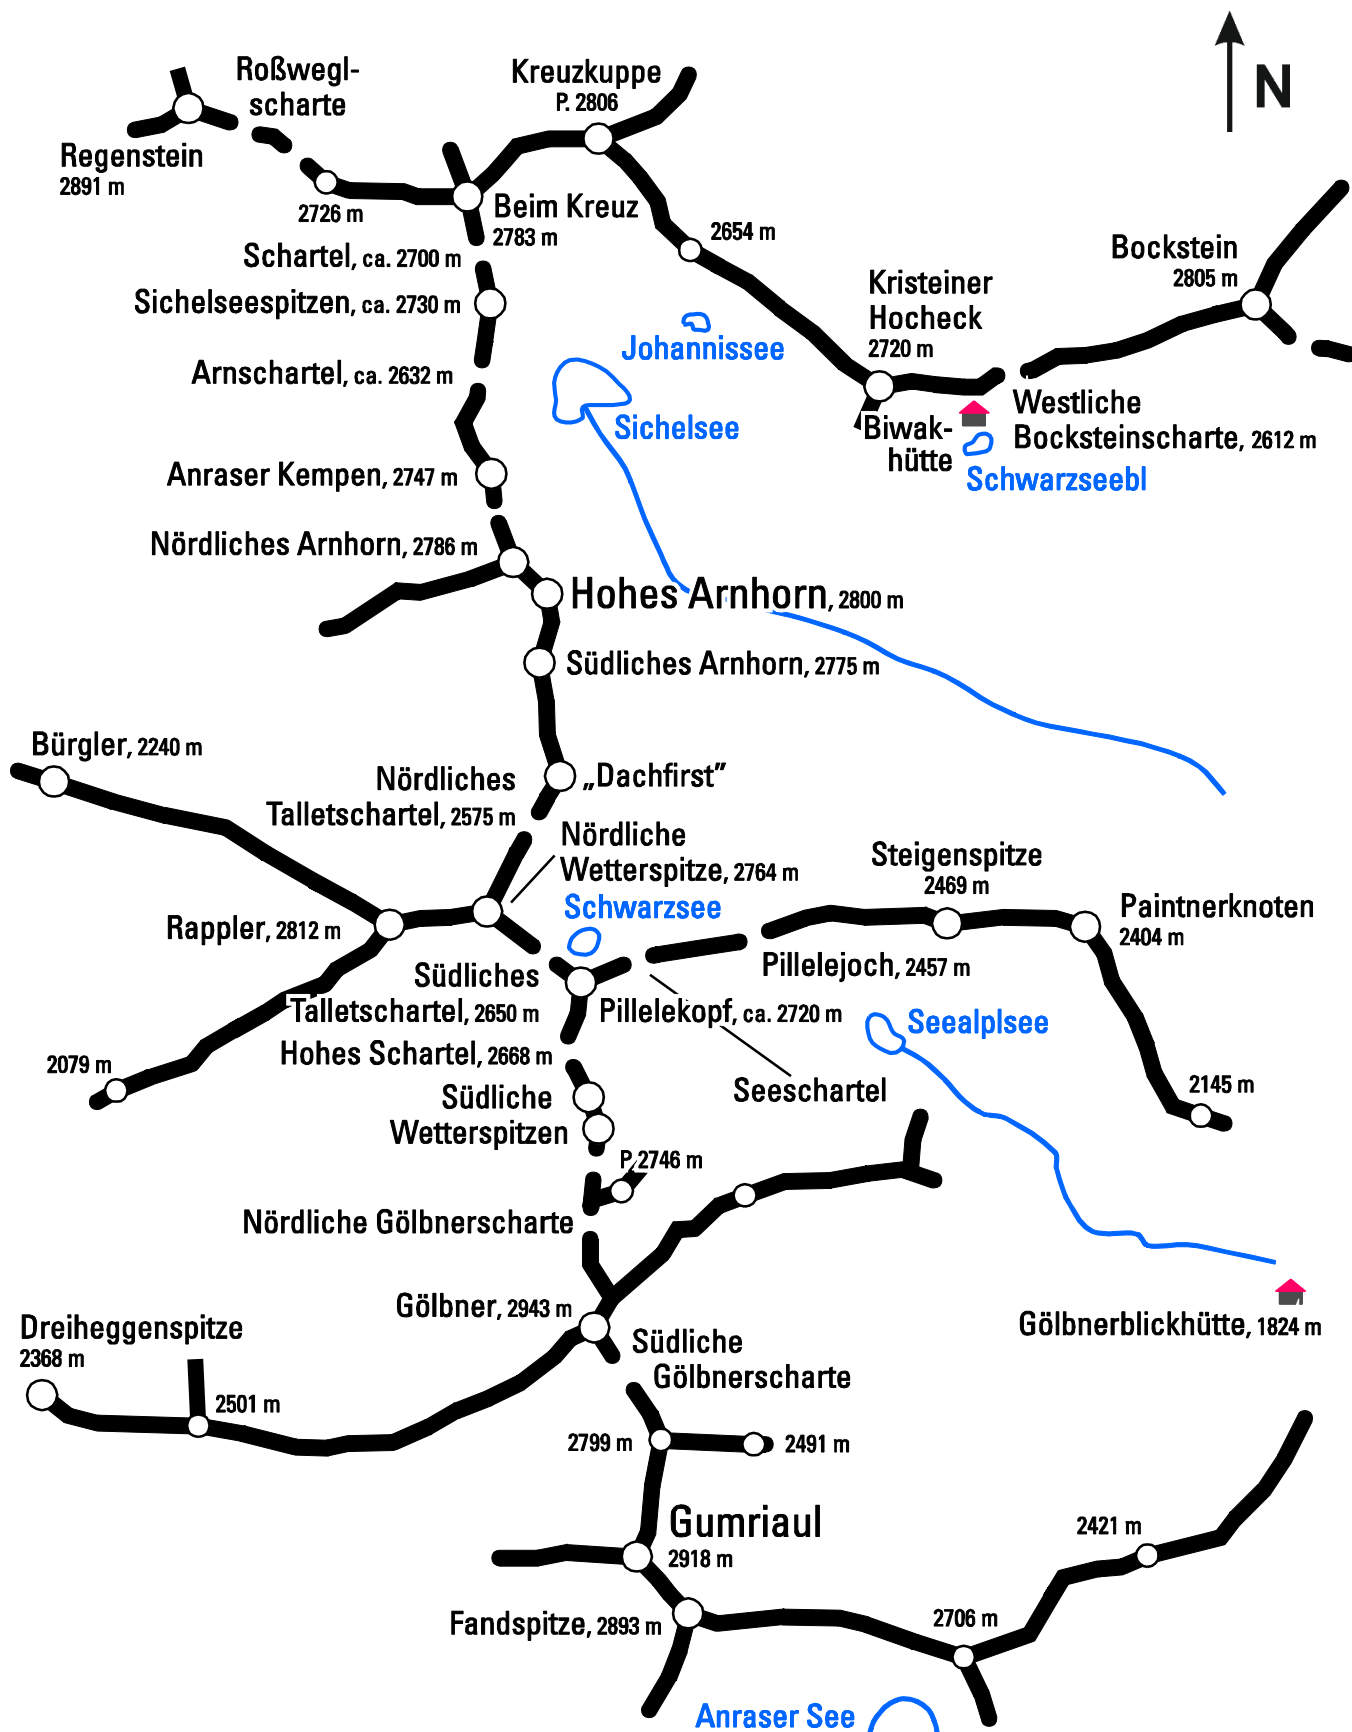 N
Roßwegl-
scharte
Kreuzkuppe
P. 2806
Regenstein
2891 m
2726 m
Beim Kreuz
2783 m
Schartel, ca. 2700 m
2654 m
Bockstein
2805 m
Sichelseespitzen, ca. 2730 m
Kristeiner
Hocheck
2720 m
Johannissee
Arnschartel, ca. 2632 m
Sichelsee
Biwak-
hütte
Westliche
Bocksteinscharte, 2612 m
Schwarzseebl
Anraser Kempen, 2747 m
Nördliches Arnhorn, 2786 m
Hohes Arnhorn, 2800 m
Südliches Arnhorn, 2775 m
Bürgler, 2240 m
Nördliches
Talletschartel, 2575 m
„Dachfirst”
Nördliche
Wetterspitze, 2764 m
Steigenspitze
2469 m
Schwarzsee
Paintnerknoten
2404 m
Rappler, 2812 m
Südliches
Talletschartel, 2650 m
Pillelejoch, 2457 m
Pillelekopf, ca. 2720 m
Seealplsee
Hohes Schartel, 2668 m
2079 m
Seeschartel
2145 m
Südliche
Wetterspitzen
P. 2746 m
Nördliche Gölbnerscharte
Gölbner, 2943 m
Gölbnerblickhütte, 1824 m
Dreiheggenspitze
2368 m
Südliche
Gölbnerscharte
2501 m
2799 m
2491 m
Gumriaul
2918 m
2421 m
Fandspitze, 2893 m
2706 m
Anraser See